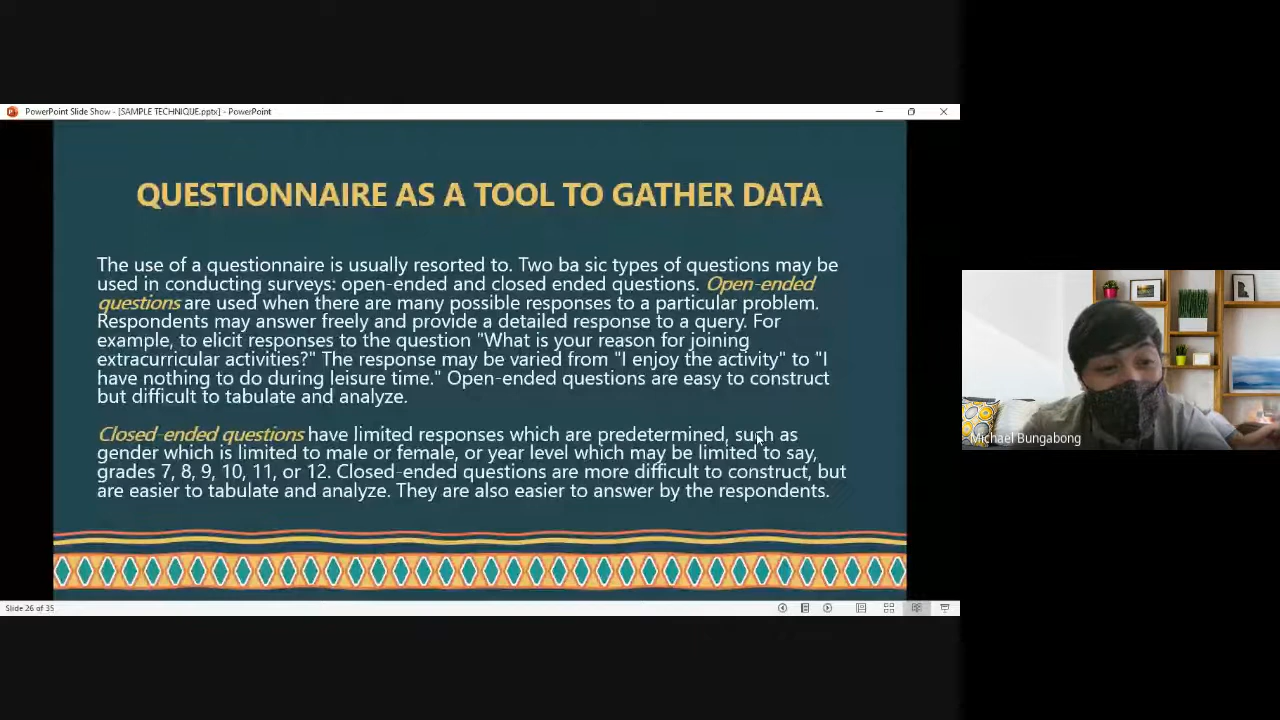 PowerPoint Slide Show - [SAMPLE TECHNIQUE.pptx] - PowerPoint
QUESTIONNAIRE AS A TOOL TO GATHER DATA
The use of a questionnaire is usually resorted to. Two ba sic types of questions may be
used in conducting surveys: open-ended and closed ended questions. Open-ended
questions are used when there are many possible responses to a particular problem.
Respondents may answer freely and provide a detailed response to a query. For
example, to elicit responses to the question "What is your reason for joining
extracurricular activities?" The response may be varied from "I enjoy the activity" to "I
have nothing to do during leisure time." Open-ended questions are easy to construct
but difficult to tabulate and analyze.
Closed-ended questions have limited responses which are predetermined, such as
gender which is limited to male or female, or year level which may be limited to say,
grades 7, 8, 9, 10, 11, or 12. Closed-ended questions are more difficult to construct, but
are easier to tabulate and analyze. They are also easier to answer by the respondents.
Slide 26 of 35
Michael Bungabong